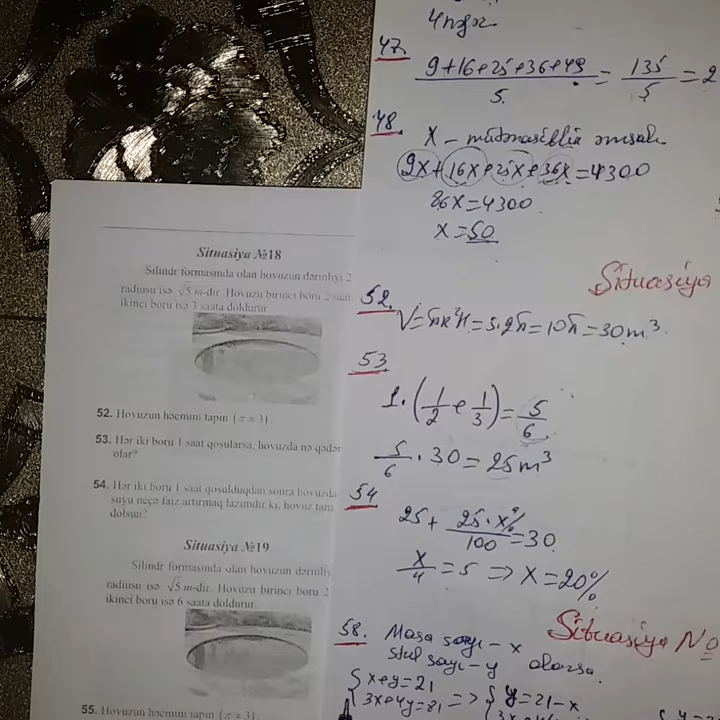 47.
9+16+25+36+49/5 = 135/5 = 2
48. X – mütənasiblik əmsalı
9X+16X+25X+36X=4300
86X=4300
X=50
Situasiya №18
Silindr formasında olan hovuzun dərinliyi 2
radiusu isə √5 m-dir. Hovuzu birinci boru 2 saat
ikinci boru isə 3 saata doldurur.
52. Hovuzun həcmini tapın (π≈3).
53. Hər iki boru 1 saat qoşularsa, hovuzda nə qədər
olar?
54. Hər iki boru 1 saat qoşulduqdan sonra hovuzda
suyu neçə faiz artırmaq lazımdır ki, hovuz tam
dolsun?
Situasiya №19
Silindr formasında olan hovuzun dərinliy
radiusu isə √5 m-dir. Hovuzu birinci boru 2
ikinci boru isə 6 saata doldurur.
55. Hovuzun həcmini tapın (π≈3).
Situasiya
52. V=πR²H=5·2π=10π=30m³.
53
1·(1/2+1/3)=5/6
5/6·30=25m³
54
25+25·x%/100=30
x/4=5⇒x=20%
Situasiya №
58. Masa sayı–x
stul sayı–y olarsa.
{x+y=21
3x+4y=81 ⇒ {y=21-x